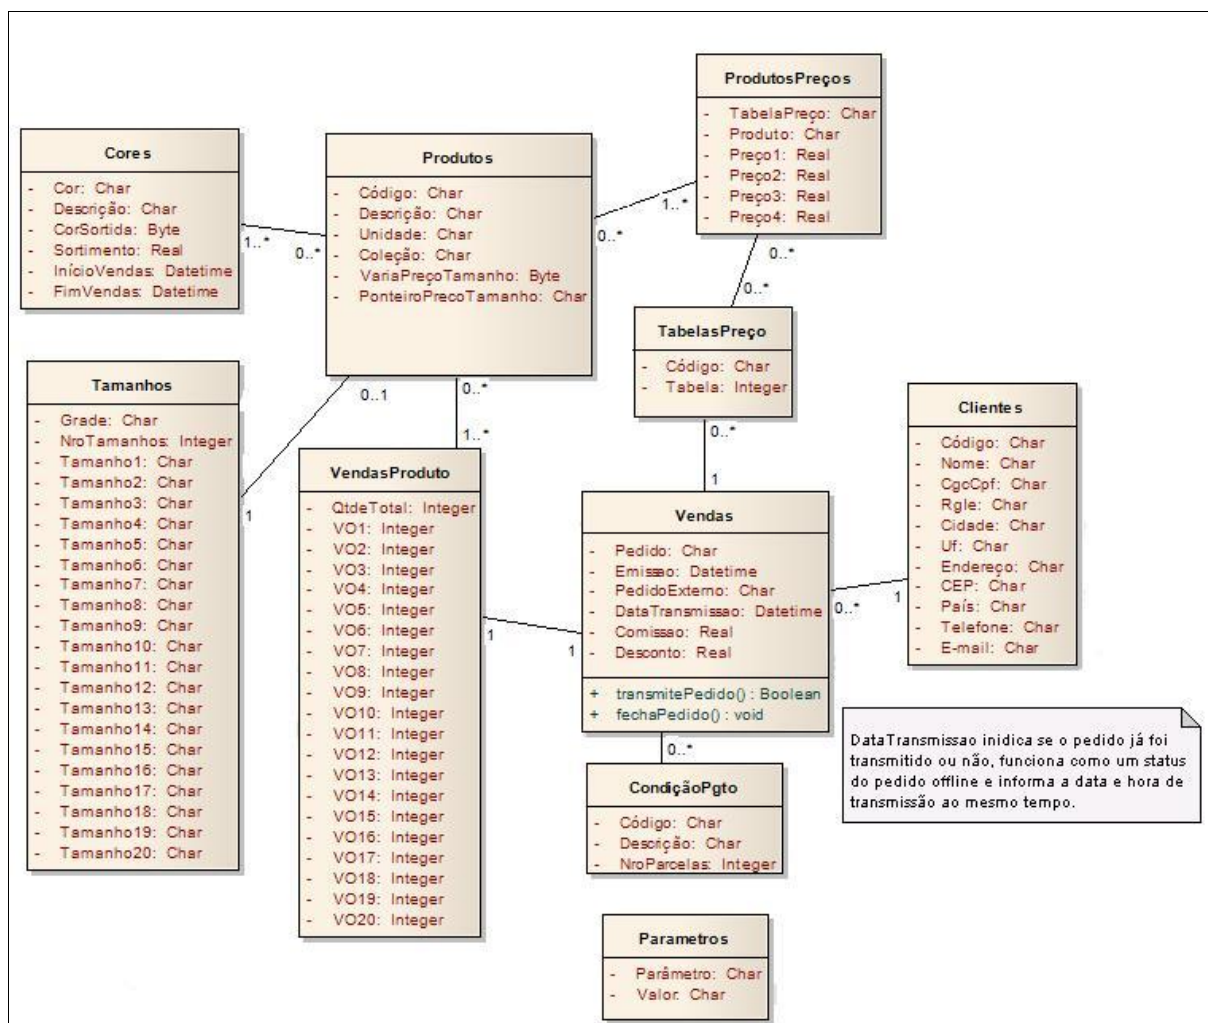 ProdutosPreços
- TabelaPreço: Char
- Produto: Char
- Preço1: Real
- Preço2: Real
- Preço3: Real
- Preço4: Real
Cores
- Cor: Char
- Descrição: Char
- CorSortida: Byte
- Sortimento: Real
- InícioVendas: Datetime
- FimVendas: Datetime
1..*
0..*
Produtos
- Código: Char
- Descrição: Char
- Unidade: Char
- Coleção: Char
- VariaPreçoTamanho: Byte
- PonteiroPrecoTamanho: Char
0..*
1..*
0..*
0..*
TabelasPreço
- Código: Char
- Tabela: Integer
0..*
1
Tamanhos
- Grade: Char
- NroTamanhos: Integer
- Tamanho1: Char
- Tamanho2: Char
- Tamanho3: Char
- Tamanho4: Char
- Tamanho5: Char
- Tamanho6: Char
- Tamanho7: Char
- Tamanho8: Char
- Tamanho9: Char
- Tamanho10: Char
- Tamanho11: Char
- Tamanho12: Char
- Tamanho13: Char
- Tamanho14: Char
- Tamanho15: Char
- Tamanho16: Char
- Tamanho17: Char
- Tamanho18: Char
- Tamanho19: Char
- Tamanho20: Char
0..1
1
0..*
1..*
VendasProduto
- QtdeTotal: Integer
- VO1: Integer
- VO2: Integer
- VO3: Integer
- VO4: Integer
- VO5: Integer
- VO6: Integer
- VO7: Integer
- VO8: Integer
- VO9: Integer
- VO10: Integer
- VO11: Integer
- VO12: Integer
- VO13: Integer
- VO14: Integer
- VO15: Integer
- VO16: Integer
- VO17: Integer
- VO18: Integer
- VO19: Integer
- VO20: Integer
1
1
Vendas
- Pedido: Char
- Emissao: Datetime
- PedidoExterno: Char
- DataTransmissao: Datetime
- Comissao: Real
- Desconto: Real
+ transmitePedido() : Boolean
+ fechaPedido() : void
0..*
1
Clientes
- Código: Char
- Nome: Char
- CgcCpf: Char
- RgIe: Char
- Cidade: Char
- Uf: Char
- Endereço: Char
- CEP: Char
- País: Char
- Telefone: Char
- E-mail: Char
0..*
CondiçãoPgto
- Código: Char
- Descrição: Char
- NroParcelas: Integer
DataTransmissao inidica se o pedido já foi
transmitido ou não, funciona como um status
do pedido offline e informa a data e hora de
transmissão ao mesmo tempo.
Parametros
- Parâmetro: Char
- Valor: Char